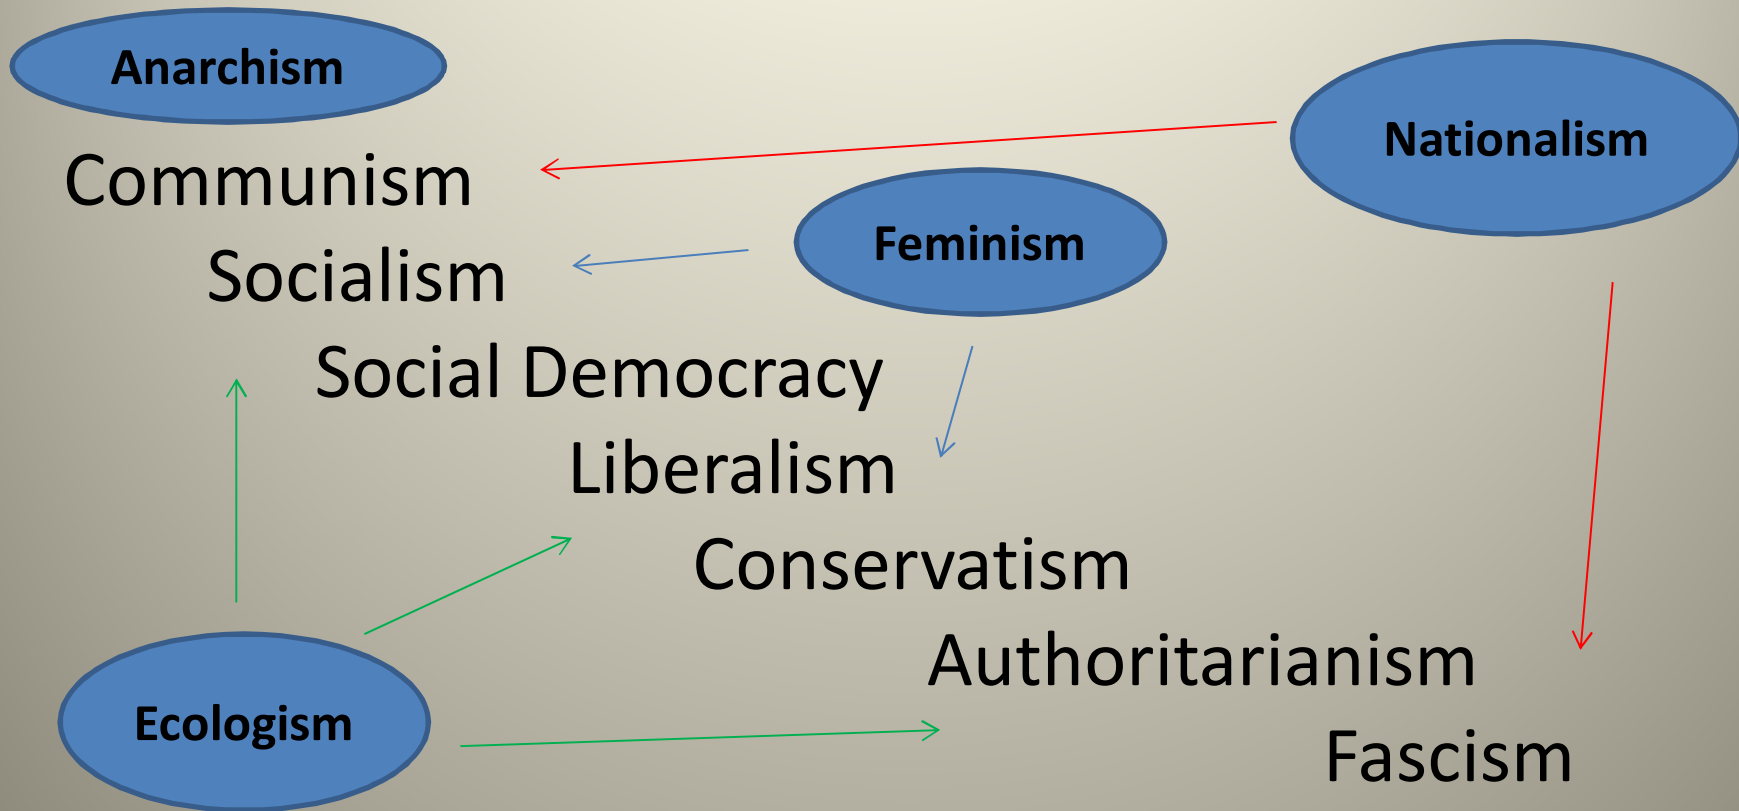 Anarchism
Nationalism
Communism
Feminism
Socialism
Social Democracy
Liberalism
Conservatism
Authoritarianism
Ecologism
Fascism